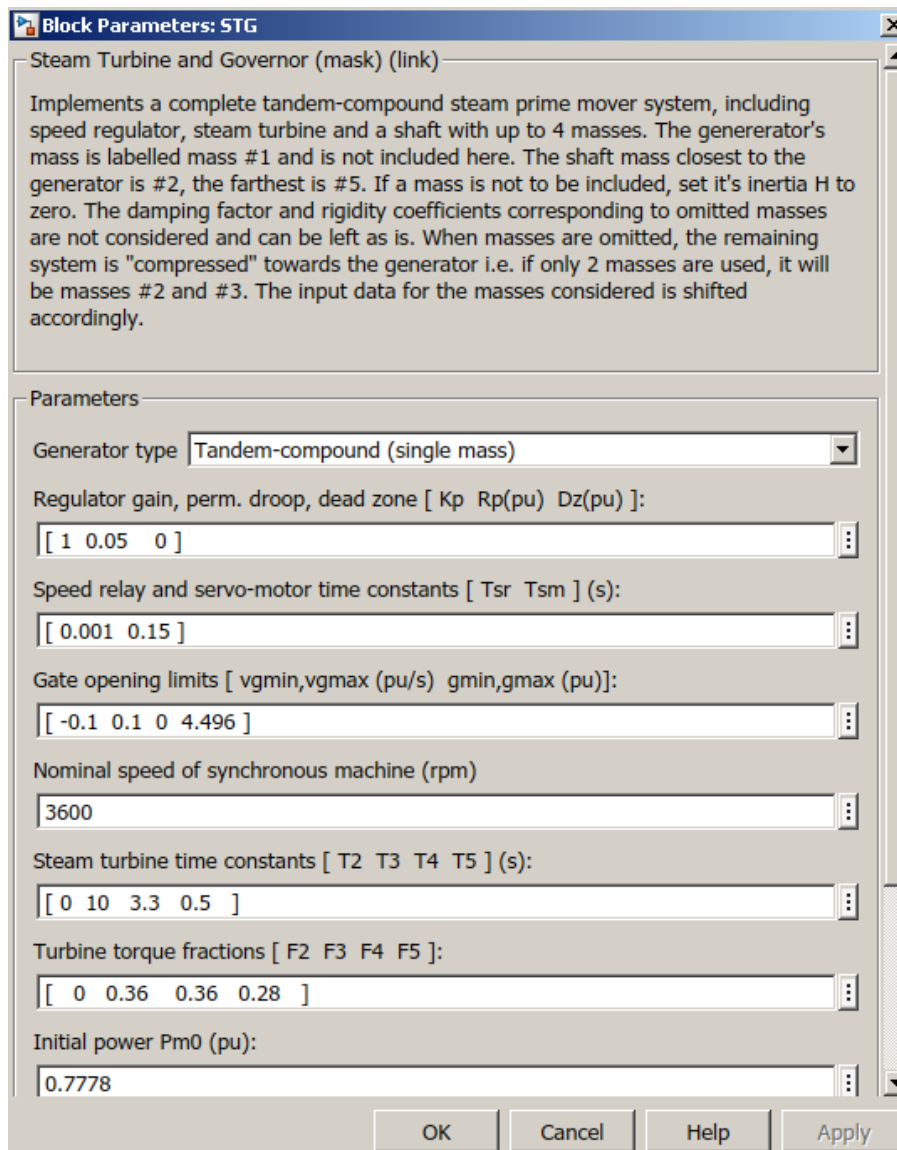 Block Parameters: STG
Steam Turbine and Governor (mask) (link)
Implements a complete tandem-compound steam prime mover system, including
speed regulator, steam turbine and a shaft with up to 4 masses. The genererator's
mass is labelled mass #1 and is not included here. The shaft mass closest to the
generator is #2, the farthest is #5. If a mass is not to be included, set it's inertia H to
zero. The damping factor and rigidity coefficients corresponding to omitted masses
are not considered and can be left as is. When masses are omitted, the remaining
system is "compressed" towards the generator i.e. if only 2 masses are used, it will
be masses #2 and #3. The input data for the masses considered is shifted
accordingly.
Parameters
Generator type Tandem-compound (single mass)
Regulator gain, perm. droop, dead zone [ Kp  Rp(pu)  Dz(pu) ]:
[ 1  0.05    0 ]
Speed relay and servo-motor time constants [ Tsr  Tsm ] (s):
[ 0.001  0.15 ]
Gate opening limits [ vgmin,vgmax (pu/s)  gmin,gmax (pu)]:
[ -0.1  0.1  0  4.496 ]
Nominal speed of synchronous machine (rpm)
3600
Steam turbine time constants [ T2  T3  T4  T5 ] (s):
[ 0  10   3.3   0.5   ]
Turbine torque fractions [ F2  F3  F4  F5 ]:
[   0   0.36    0.36   0.28   ]
Initial power Pm0 (pu):
0.7778
OK Cancel Help Apply